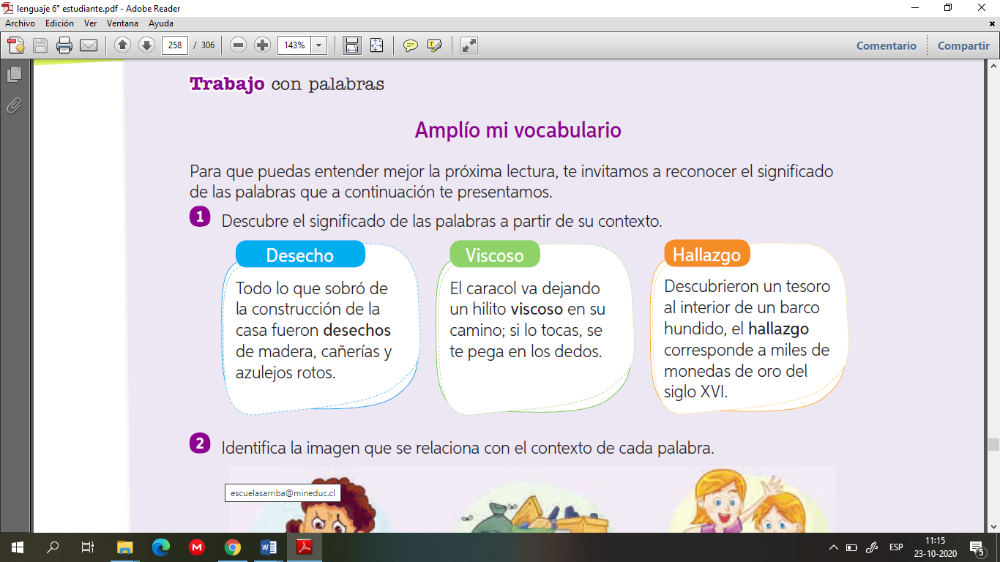 lenguaje 6° estudiante.pdf - Adobe Reader
Archivo Edición Ver Ventana Ayuda
258 / 306 143% Comentario Compartir
Trabajo con palabras
Amplío mi vocabulario
Para que puedas entender mejor la próxima lectura, te invitamos a reconocer el significado
de las palabras que a continuación te presentamos.
1 Descubre el significado de las palabras a partir de su contexto.
Desecho
Todo lo que sobró de
la construcción de la
casa fueron desechos
de madera, cañerías y
azulejos rotos.
Viscoso
El caracol va dejando
un hilito viscoso en su
camino; si lo tocas, se
te pega en los dedos.
Hallazgo
Descubrieron un tesoro
al interior de un barco
hundido, el hallazgo
corresponde a miles de
monedas de oro del
siglo XVI.
2 Identifica la imagen que se relaciona con el contexto de cada palabra.
escuelasarriba@mineduc.cl
ESP
11:15
23-10-2020
5